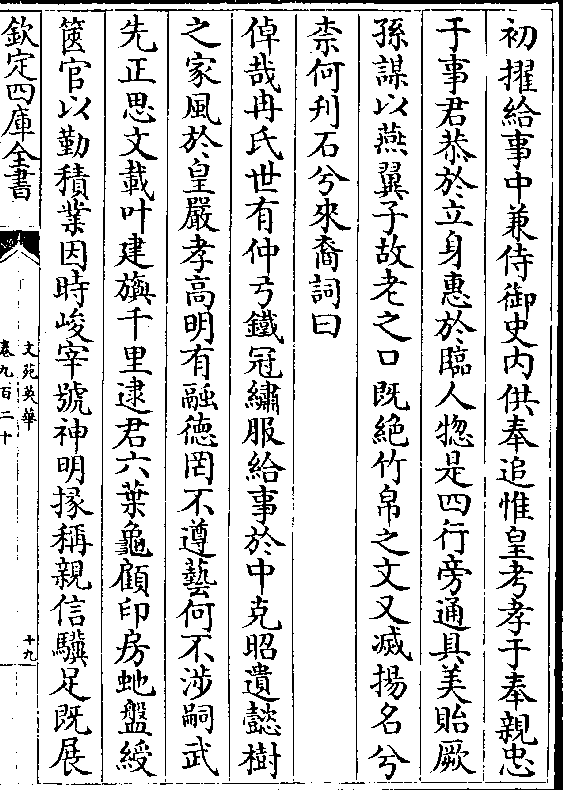 初擢給事中兼侍御史内供奉追惟皇考孝于奉親忠
于事君恭於立身惠於臨人惣是四行旁通具美貽厥
孫謀以燕翼子故老之口既絶竹帛之文又滅揚名兮
柰何刋石兮來裔詞曰
倬哉冉氏世有仲弓鐵冠繡服給事於中克昭遺懿樹
之家風於皇嚴孝高明有融德罔不遵藝何不涉嗣武
先正思文載叶建旟千里逮君六葉龜顧印房虵盤綬
篋官以勤積業因時峻宰號神明掾稱親信驥足既展
欽定四庫全書
文苑英華
卷九百二十
十九